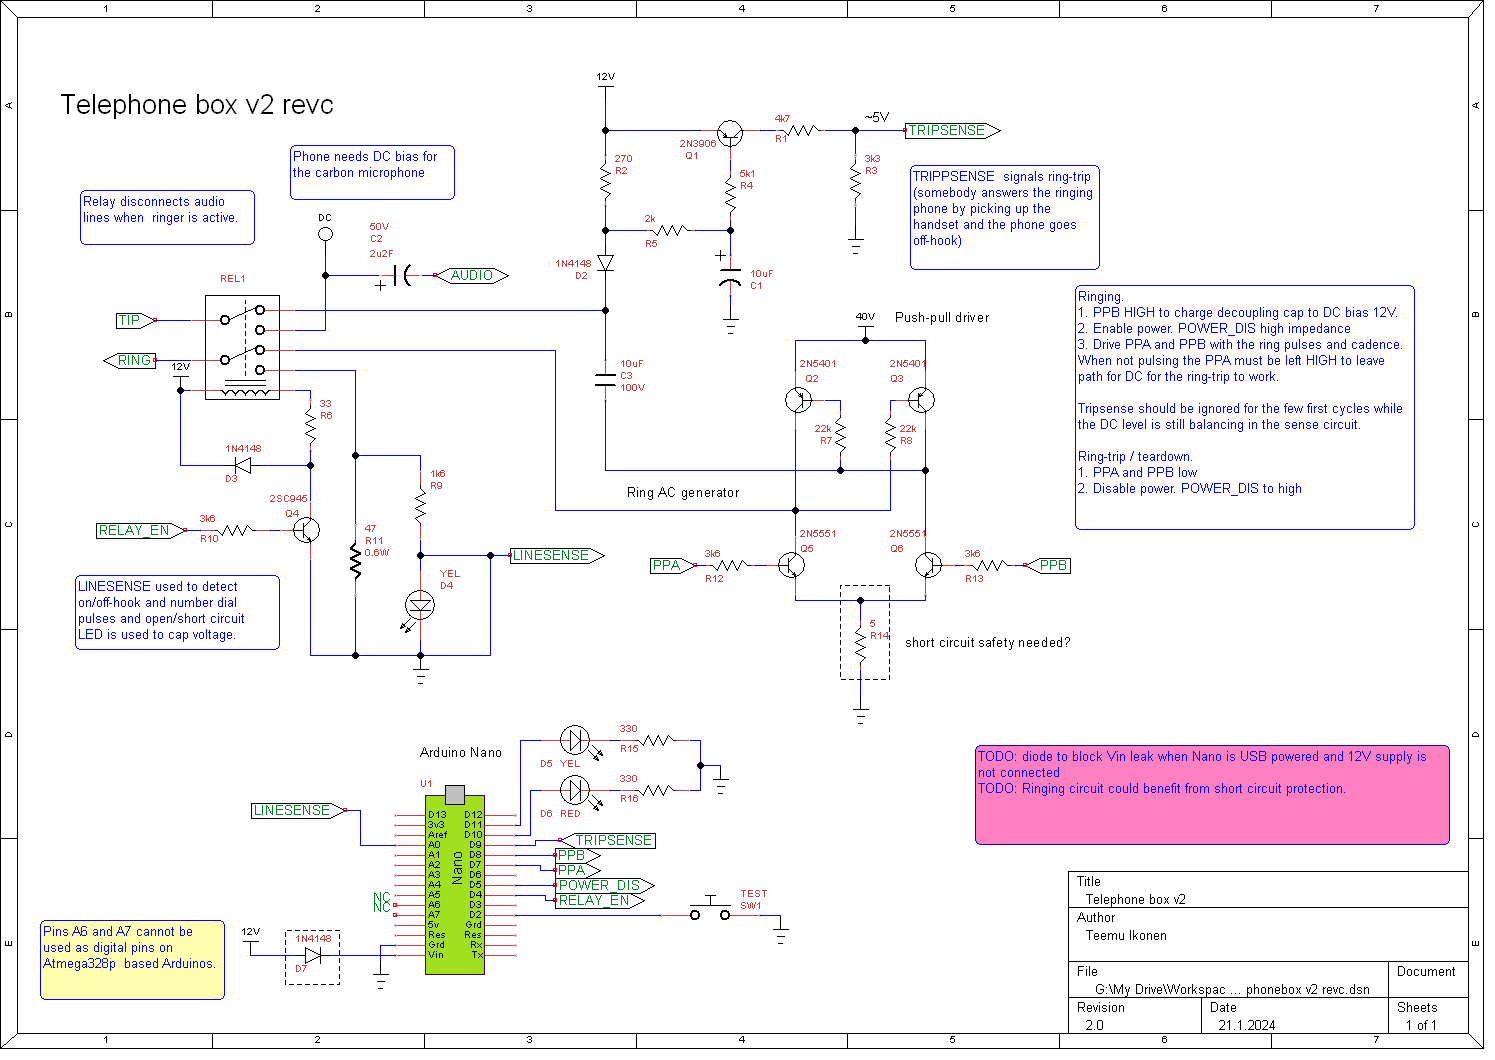 1 2 3 4 5 6 7
A
B
C
D
E
A
B
C
D
E
Telephone box v2 revc
Relay disconnects audio
lines when  ringer is active.
Phone needs DC bias for
the carbon microphone
DC
50V
C2
2u2F
AUDIO
REL1
TIP
RING
12V
33
R6
1N4148
D3
2SC945
Q4
RELAY_EN
3k6
R10
47
R11
0.6W
1k6
R9
LINESENSE
YEL
D4
LINESENSE used to detect
on/off-hook and number dial
pulses and open/short circuit
LED is used to cap voltage.
12V
270
R2
2N3906
Q1
4k7
R1
~5V
TRIPSENSE
3k3
R3
5k1
R4
2k
R5
1N4148
D2
10uF
C1
10uF
C3
100V
TRIPPSENSE  signals ring-trip
(somebody answers the ringing
phone by picking up the
handset and the phone goes
off-hook)
40V
Push-pull driver
2N5401
Q2
2N5401
Q3
22k
R7
22k
R8
Ring AC generator
2N5551
Q5
2N5551
Q6
PPA
3k6
R12
3k6
R13
PPB
5
R14
short circuit safety needed?
Ringing.
1. PPB HIGH to charge decoupling cap to DC bias 12V.
2. Enable power. POWER_DIS high impedance
3. Drive PPA and PPB with the ring pulses and cadence.
When not pulsing the PPA must be left HIGH to leave
path for DC for the ring-trip to work.
Tripsense should be ignored for the few first cycles while
the DC level is still balancing in the sense circuit.
Ring-trip / teardown.
1. PPA and PPB low
2. Disable power. POWER_DIS to high
Arduino Nano
U1
Nano
D13 D12
3v3 D11
Aref D10
A0 D9
A1 D8
A2 D7
A3 D6
A4 D5
A5 D4
A6 D3
A7 D2
5v Grd
Res Res
Grd Rx
Vin Tx
NC
NC
LINESENSE
D5 YEL
330
R15
D6 RED
330
R16
TRIPSENSE
PPB
PPA
POWER_DIS
RELAY_EN
TEST
SW1
12V
1N4148
D7
Pins A6 and A7 cannot be
used as digital pins on
Atmega328p  based Arduinos.
TODO: diode to block Vin leak when Nano is USB powered and 12V supply is
not connected
TODO: Ringing circuit could benefit from short circuit protection.
Title
Telephone box v2
Author
Teemu Ikonen
File
G:\My Drive\Workspac ... phonebox v2 revc.dsn
Document
Revision
2.0
Date
21.1.2024
Sheets
1 of 1
1 2 3 4 5 6 7